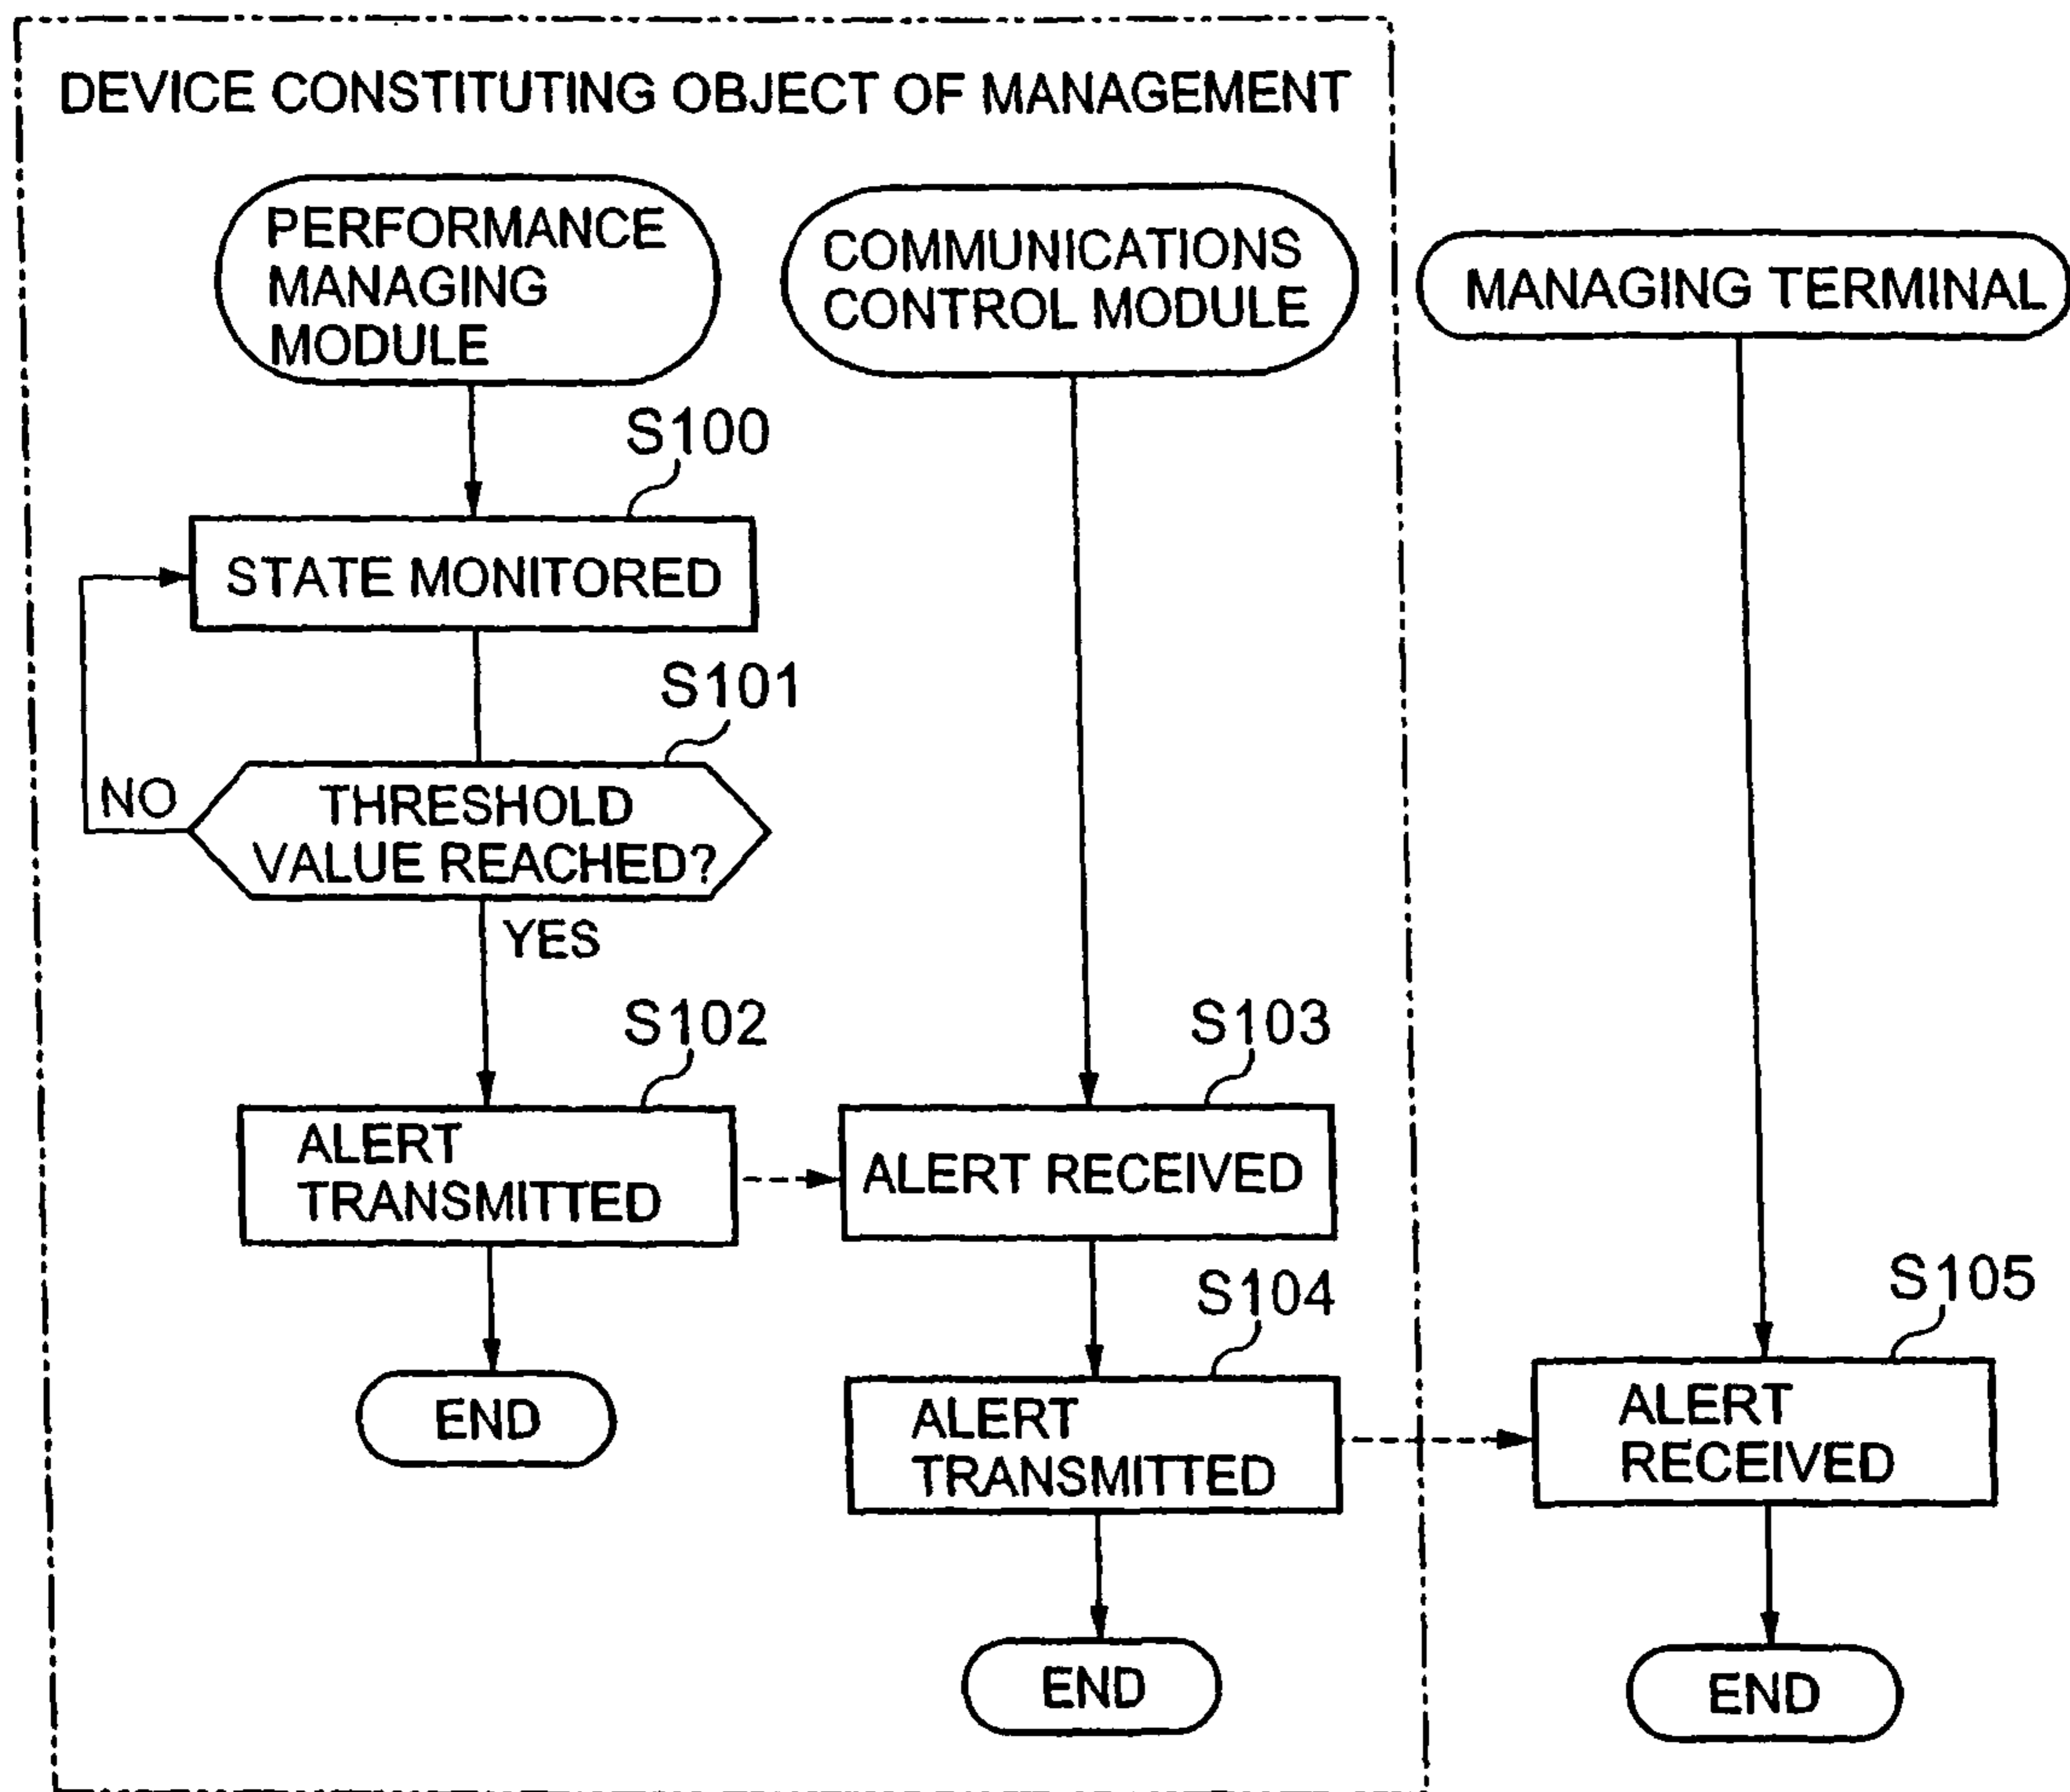 DEVICE CONSTITUTING OBJECT OF MANAGEMENT
PERFORMANCE
MANAGING
MODULE
COMMUNICATIONS
CONTROL MODULE
MANAGING TERMINAL
S100
STATE MONITORED
S101
NO
THRESHOLD
VALUE REACHED?
YES
S102
S103
ALERT
TRANSMITTED
ALERT RECEIVED
S104
S105
END
ALERT
TRANSMITTED
ALERT
RECEIVED
END
END